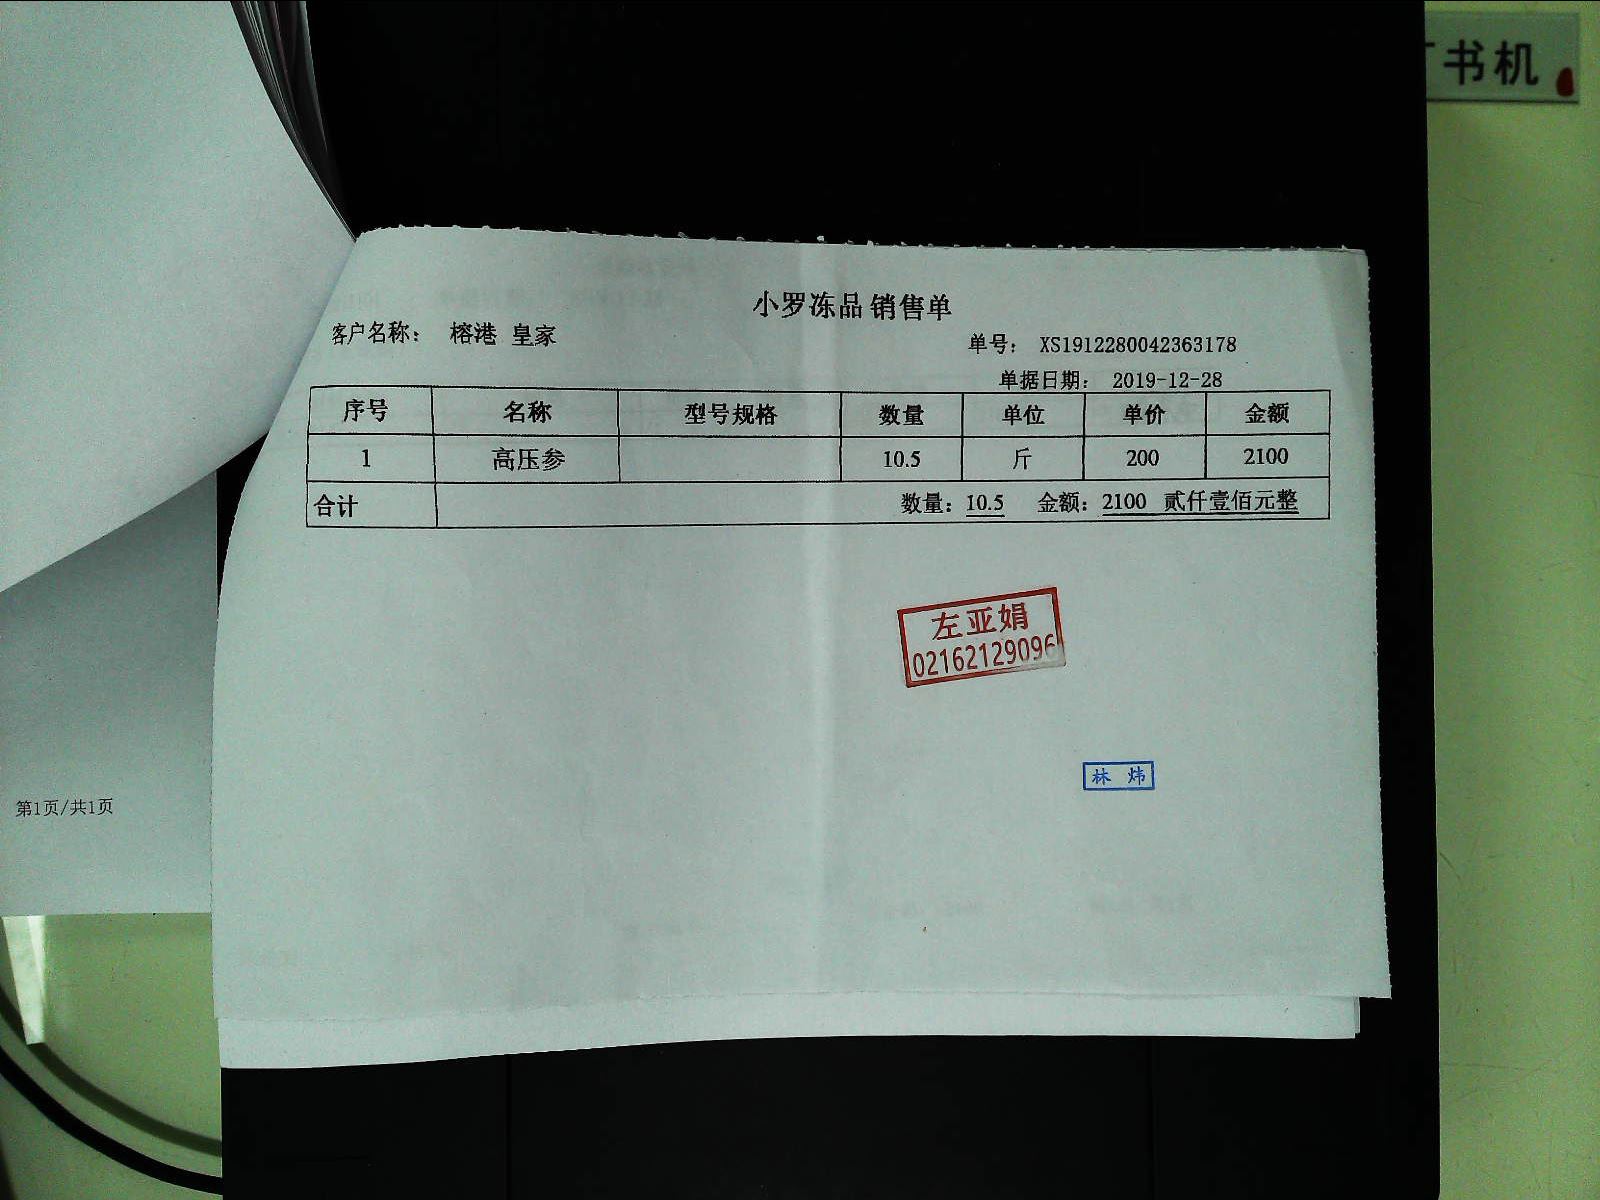 书机
小罗冻品 销售单
客户名称： 榕港 皇家
单号： XS1912280042363178
单据日期： 2019-12-28
序号 名称 型号规格 数量 单位 单价 金额
1 高压参 10.5 斤 200 2100
合计 数量：10.5 金额：2100 贰仟壹佰元整
左亚娟
02162129096
林 炜
第1页/共1页